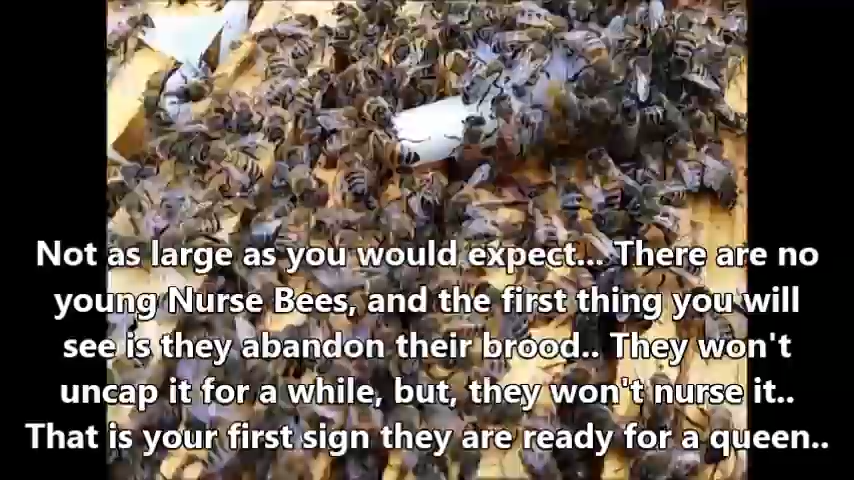 Not as large as you would expect... There are no
young Nurse Bees, and the first thing you will
see is they abandon their brood.. They won't
uncap it for a while, but, they won't nurse it..
That is your first sign they are ready for a queen..